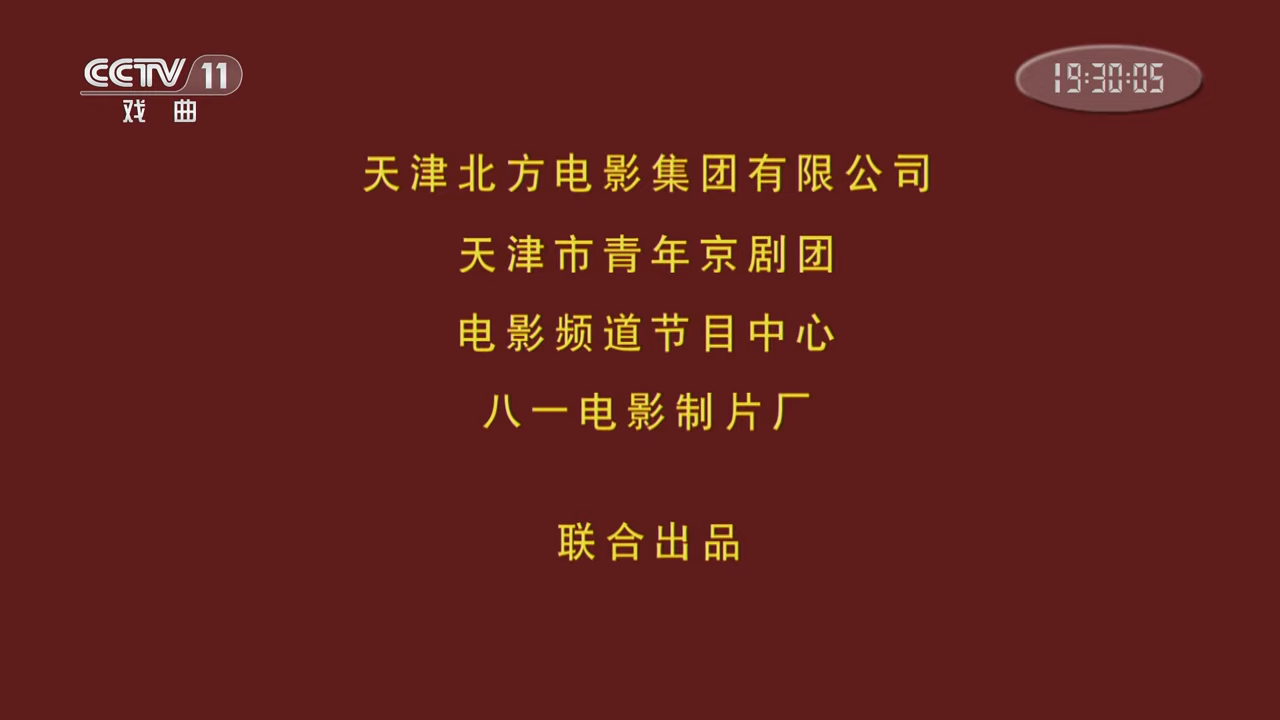 CCTV 11
戏曲
19:30:05
天津北方电影集团有限公司
天津市青年京剧团
电影频道节目中心
八一电影制片厂
联合出品